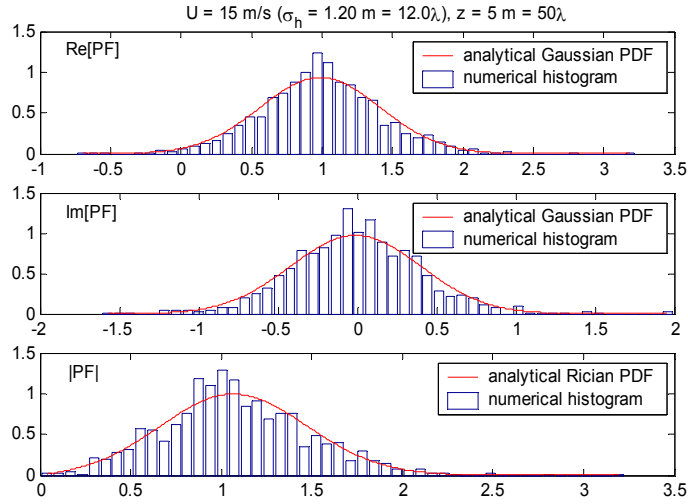 U = 15 m/s (σh = 1.20 m = 12.0λ), z = 5 m = 50λ
1.5
Re[PF]
analytical Gaussian PDF
1
numerical histogram
0.5
0
-1 -0.5 0 0.5 1 1.5 2 2.5 3 3.5
1.5
Im[PF]
analytical Gaussian PDF
1
numerical histogram
0.5
0
-2 -1.5 -1 -0.5 0 0.5 1 1.5 2
1.5
|PF|
analytical Rician PDF
1
numerical histogram
0.5
0
0 0.5 1 1.5 2 2.5 3 3.5